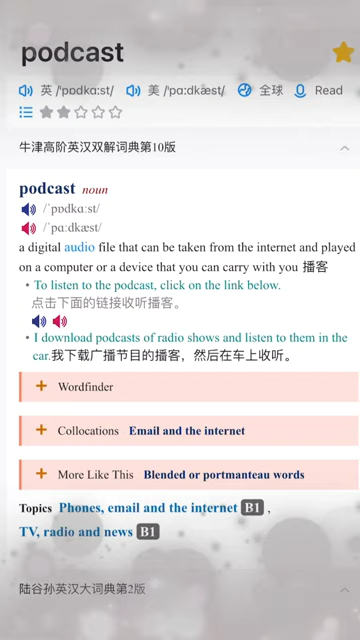 podcast
英 /'pɒdkɑːst/ 美 /'pɑːdkæst/ 全球 Read
牛津高阶英汉双解词典第10版
podcast noun
/ˈpɒdkɑːst/
/ˈpɑːdkæst/
a digital audio file that can be taken from the internet and played
on a computer or a device that you can carry with you 播客
• To listen to the podcast, click on the link below.
点击下面的链接收听播客。
• I download podcasts of radio shows and listen to them in the
car.我下载广播节目的播客，然后在车上收听。
+ Wordfinder
+ Collocations Email and the internet
+ More Like This Blended or portmanteau words
Topics Phones, email and the internet B1 ,
TV, radio and news B1
陆谷孙英汉大词典第2版